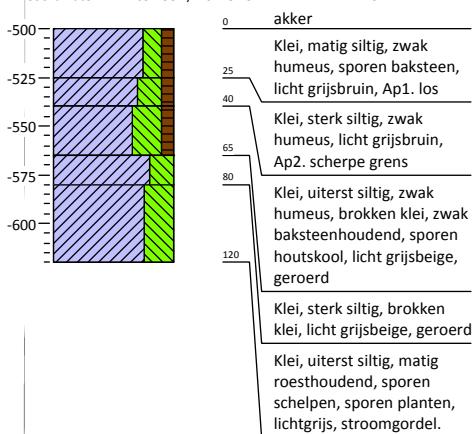 0 akker
-500
Klei, matig siltig, zwak
humeus, sporen baksteen,
licht grijsbruin, Ap1. los
25
-525
Klei, sterk siltig, zwak
humeus, licht grijsbruin,
Ap2. scherpe grens
40
-550
65
-575
80
Klei, uiterst siltig, zwak
humeus, brokken klei, zwak
baksteenhoudend, sporen
houtskool, licht grijsbeige,
geroerd
-600
120
Klei, sterk siltig, brokken
klei, licht grijsbeige, geroerd
Klei, uiterst siltig, matig
roesthoudend, sporen
schelpen, sporen planten,
lichtgrijs, stroomgordel.